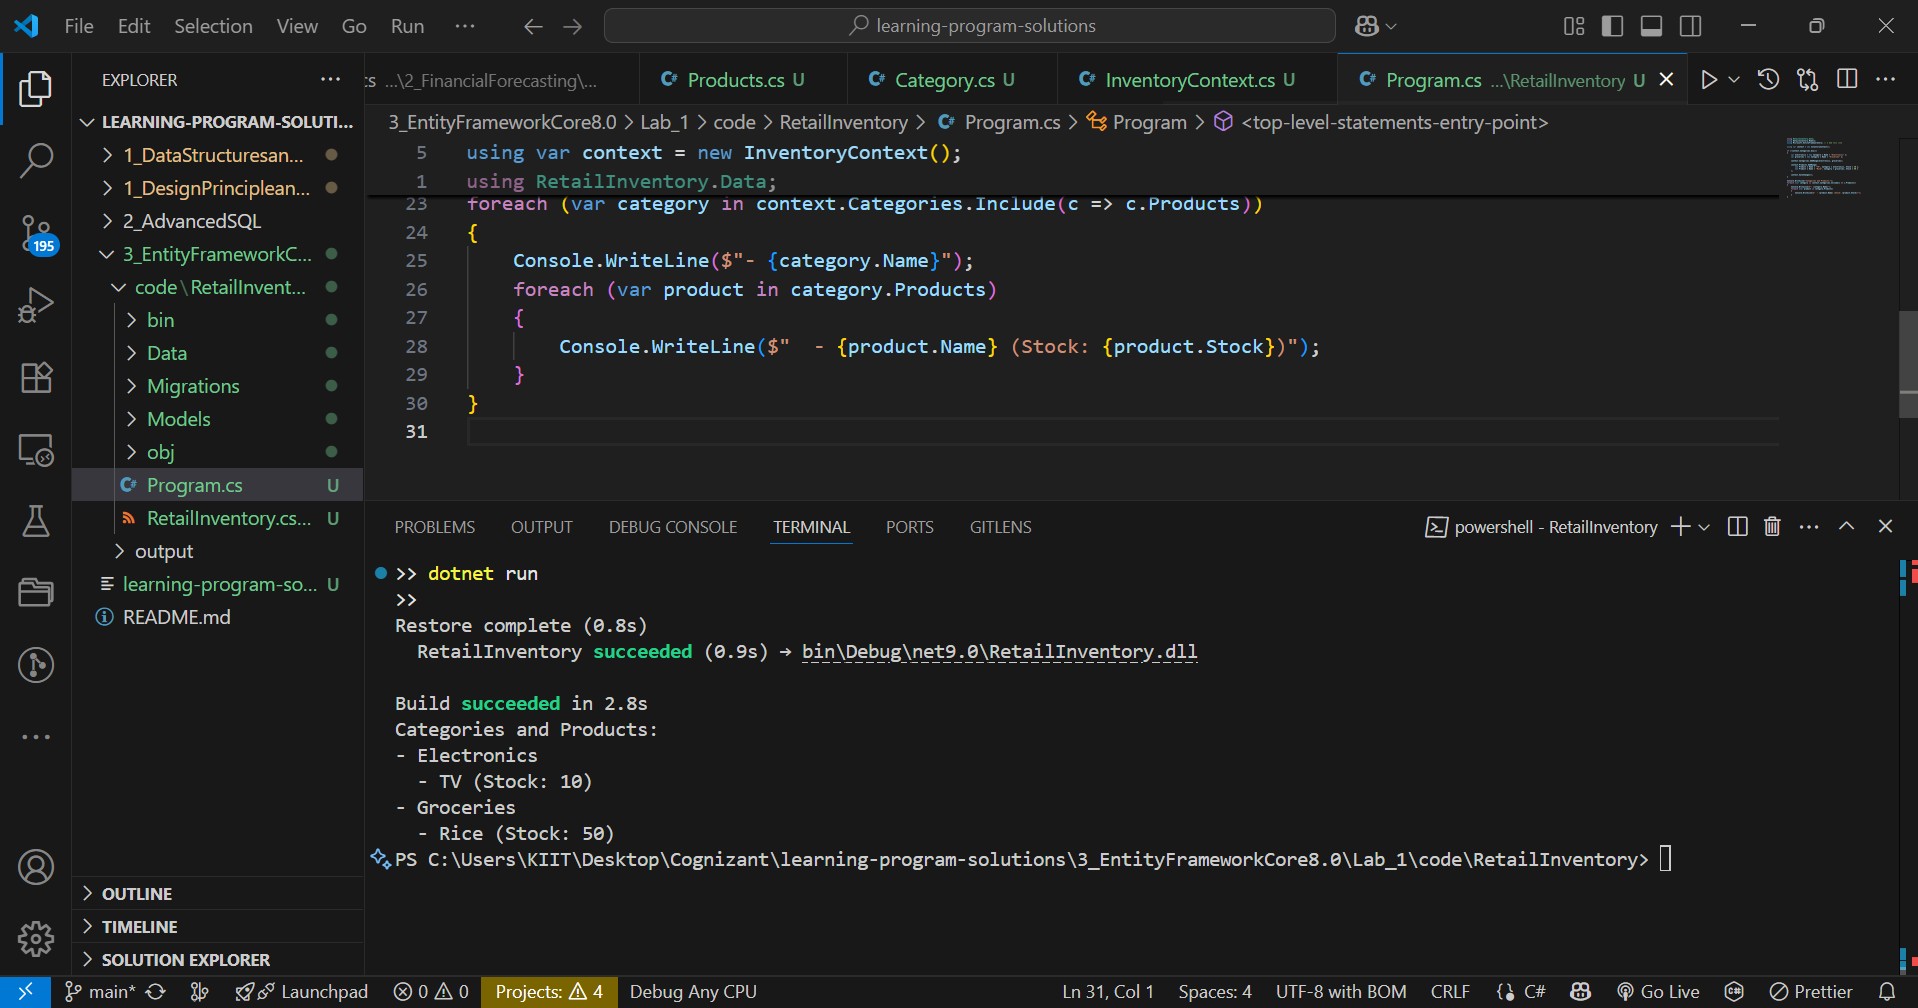 File Edit Selection View Go Run ··· learning-program-solutions
EXPLORER ···
LEARNING-PROGRAM-SOLUTI...
1_DataStructuresan...
1_DesignPrinciplean...
2_AdvancedSQL
3_EntityFrameworkC...
code\RetailInvent...
bin
Data
Migrations
Models
obj
C# Program.cs U
RetailInventory.cs... U
output
learning-program-so... U
README.md
OUTLINE
TIMELINE
SOLUTION EXPLORER
195
cs ...\2_FinancialForecasting\... C# Products.cs U C# Category.cs U C# InventoryContext.cs U C# Program.cs ...\RetailInventory U
3_EntityFrameworkCore8.0 > Lab_1 > code > RetailInventory > C# Program.cs > Program > <top-level-statements-entry-point>
5 using var context = new InventoryContext();
1 using RetailInventory.Data;
23 foreach (var category in context.Categories.Include(c => c.Products))
24 {
25 Console.WriteLine($"- {category.Name}");
26 foreach (var product in category.Products)
27 {
28 Console.WriteLine($"  - {product.Name} (Stock: {product.Stock})");
29 }
30 }
31
PROBLEMS OUTPUT DEBUG CONSOLE TERMINAL PORTS GITLENS powershell - RetailInventory
>> dotnet run
>>
Restore complete (0.8s)
RetailInventory succeeded (0.9s) → bin\Debug\net9.0\RetailInventory.dll
Build succeeded in 2.8s
Categories and Products:
- Electronics
- TV (Stock: 10)
- Groceries
- Rice (Stock: 50)
PS C:\Users\KIIT\Desktop\Cognizant\learning-program-solutions\3_EntityFrameworkCore8.0\Lab_1\code\RetailInventory>
main* Launchpad 0 0 Projects: 4 Debug Any CPU Ln 31, Col 1 Spaces: 4 UTF-8 with BOM CRLF {} C# Go Live Prettier